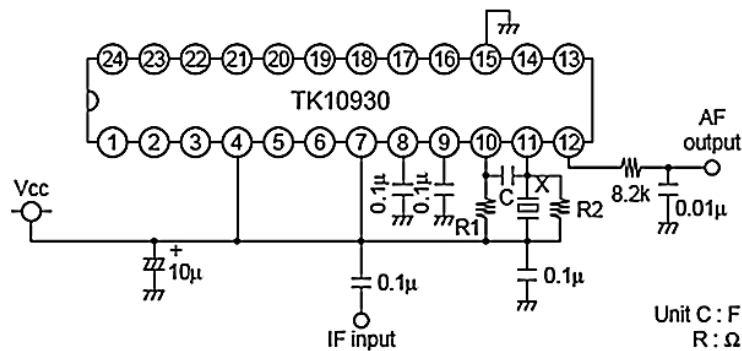 24 23 22 21 20 19 18 17 16 15 14 13
TK10930
1 2 3 4 5 6 7 8 9 10 11 12
AF
output
Vcc
0.1μ
0.1μ
C
X
R1
R2
8.2k
0.01μ
+
10μ
0.1μ
0.1μ
IF input
Unit C : F
R : Ω